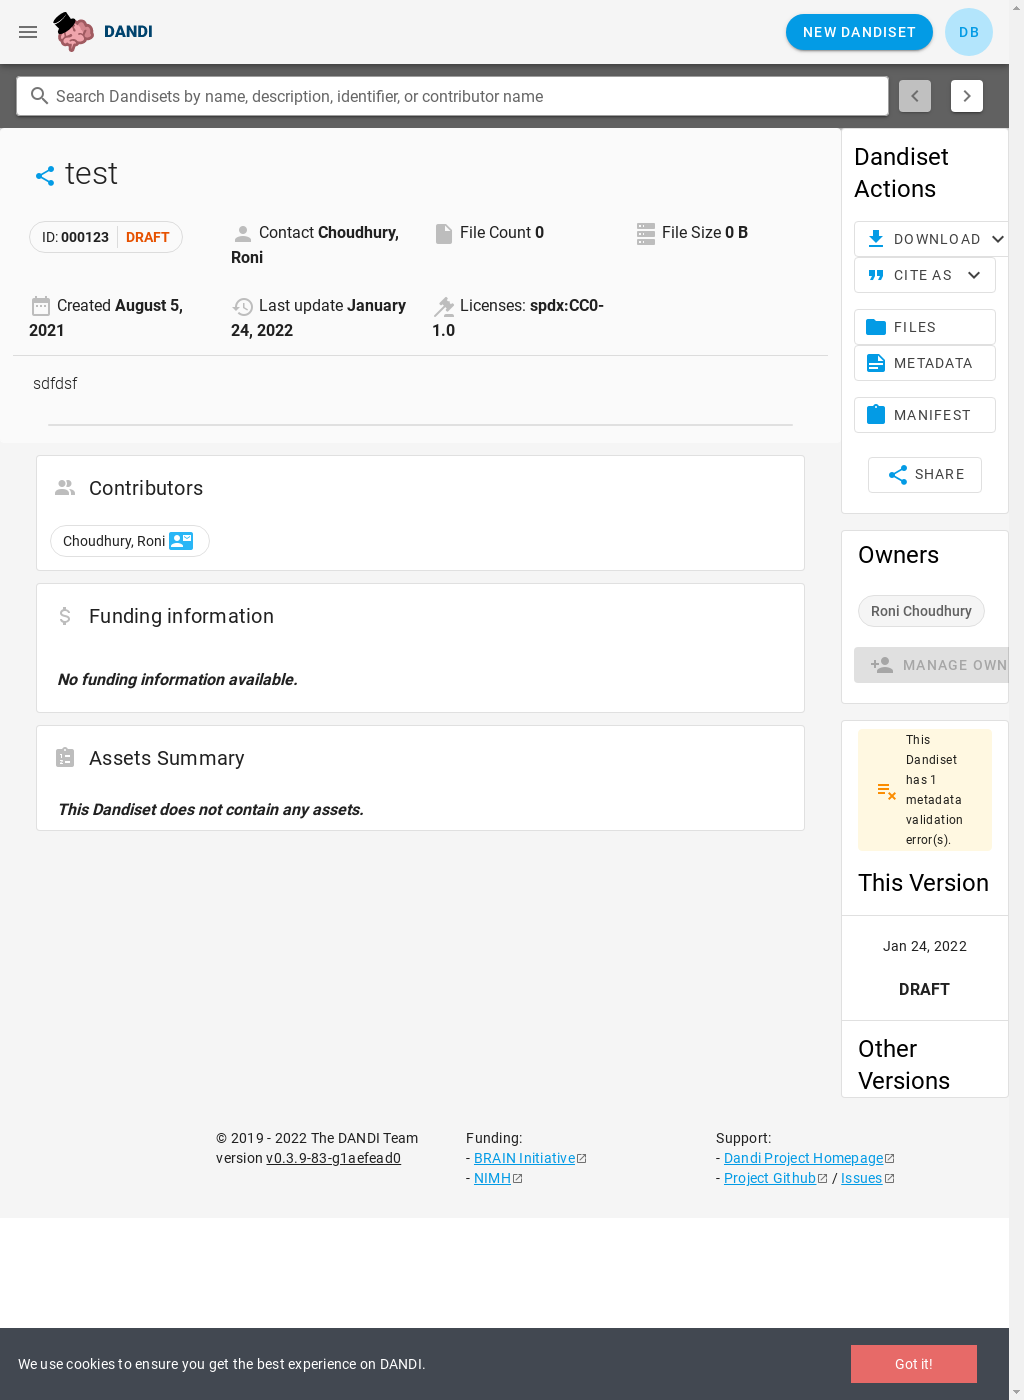 DANDI
NEW DANDISET
DB
Search Dandisets by name, description, identifier, or contributor name
test
ID: 000123 DRAFT
Contact Choudhury,
Roni
File Count 0
File Size 0 B
Created August 5,
2021
Last update January
24, 2022
Licenses: spdx:CC0-
1.0
sdfdsf
Contributors
Choudhury, Roni
Funding information
No funding information available.
Assets Summary
This Dandiset does not contain any assets.
Dandiset
Actions
DOWNLOAD
CITE AS
FILES
METADATA
MANIFEST
SHARE
Owners
Roni Choudhury
MANAGE OWN
This
Dandiset
has 1
metadata
validation
error(s).
This Version
Jan 24, 2022
DRAFT
Other
Versions
© 2019 - 2022 The DANDI Team
version v0.3.9-83-g1aefead0
Funding:
- BRAIN Initiative
- NIMH
Support:
- Dandi Project Homepage
- Project Github / Issues
We use cookies to ensure you get the best experience on DANDI.
Got it!